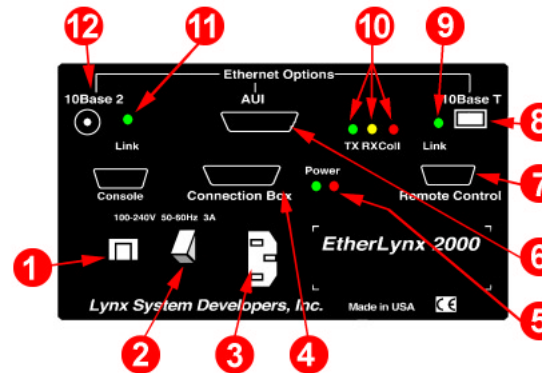 12 11 10 9
Ethernet Options
10Base 2 AUI 10Base T
8
Link TX RX Coll Link
Console Connection Box Power Remote Control
7
100-240V 50-60Hz 3A
EtherLynx 2000
6
1
Lynx System Developers, Inc. Made in USA CE
5
2 3 4